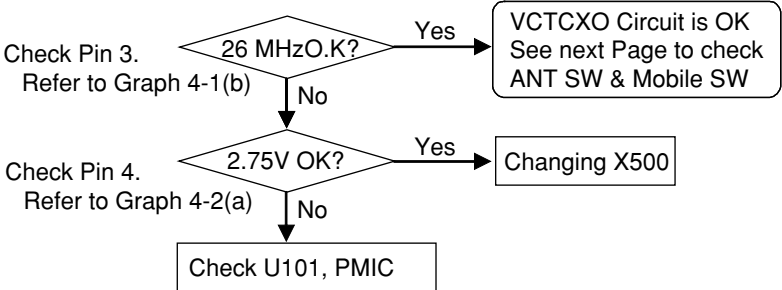 Check Pin 3.
Refer to Graph 4-1(b)
26 MHzO.K?
Yes
VCTCXO Circuit is OK
See next Page to check
ANT SW & Mobile SW
No
Check Pin 4.
Refer to Graph 4-2(a)
2.75V OK?
Yes
Changing X500
No
Check U101, PMIC